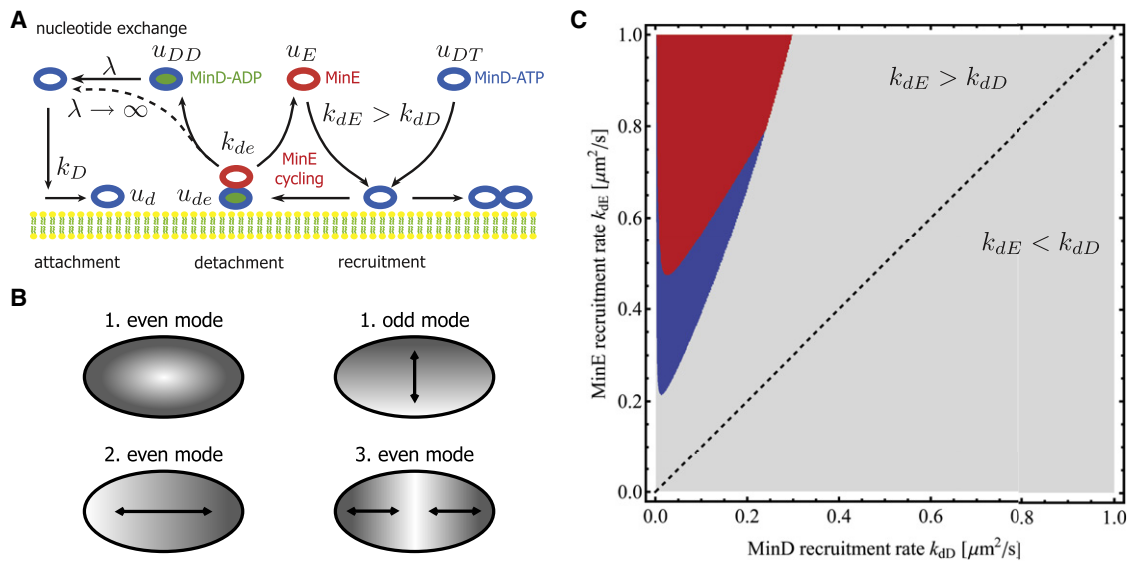 A
nucleotide exchange
u_DD
u_E
u_DT
λ
MinD-ADP
MinE
MinD-ATP
λ → ∞
k_dE > k_dD
k_de
k_D
MinE
cycling
u_d
u_de
attachment
detachment
recruitment
B
1. even mode
1. odd mode
2. even mode
3. even mode
C
1.0
k_dE > k_dD
0.8
0.6
k_dE < k_dD
0.4
0.2
0.0
0.0
0.2
0.4
0.6
0.8
1.0
MinE recruitment rate k_dE [μm²/s]
MinD recruitment rate k_dD [μm²/s]